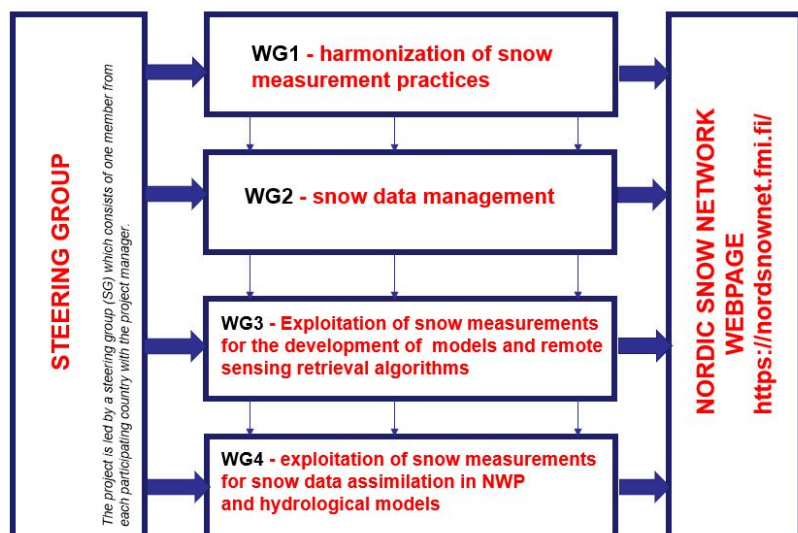 STEERING GROUP
The project is led by a steering group (SG) which consists of one member from
each participating country with the project manager.
WG1 - harmonization of snow
measurement practices
WG2 - snow data management
WG3 - Exploitation of snow measurements
for the development of models and remote
sensing retrieval algorithms
WG4 - exploitation of snow measurements
for snow data assimilation in NWP
and hydrological models
NORDIC SNOW NETWORK
WEBPAGE
https://nordsnownet.fmi.fi/